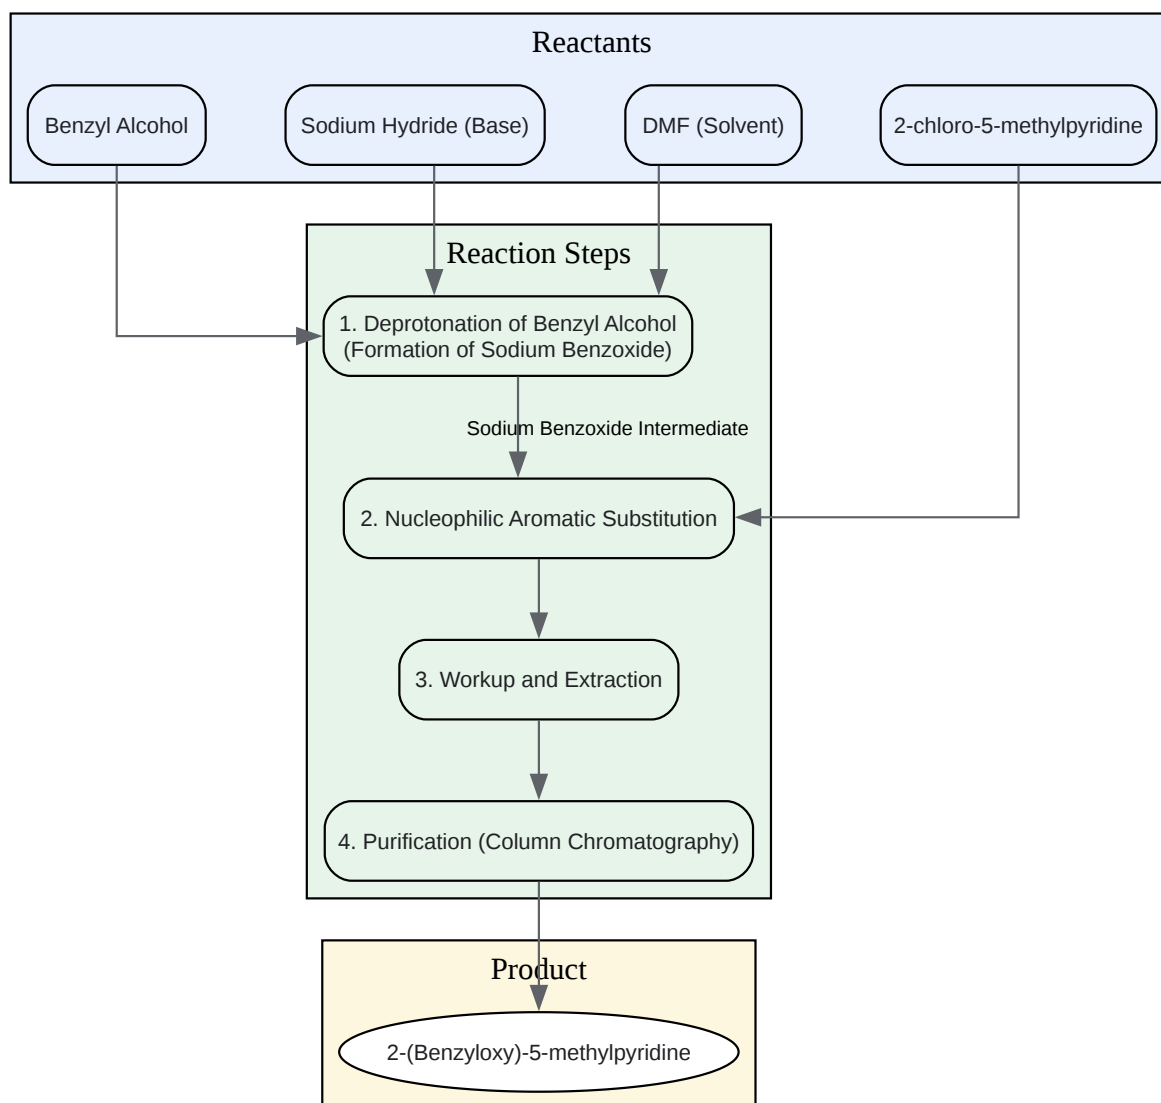 Reactants
Benzyl Alcohol
Sodium Hydride (Base)
DMF (Solvent)
2-chloro-5-methylpyridine
Reaction Steps
1. Deprotonation of Benzyl Alcohol
(Formation of Sodium Benzoxide)
Sodium Benzoxide Intermediate
2. Nucleophilic Aromatic Substitution
3. Workup and Extraction
4. Purification (Column Chromatography)
Product
2-(Benzyloxy)-5-methylpyridine